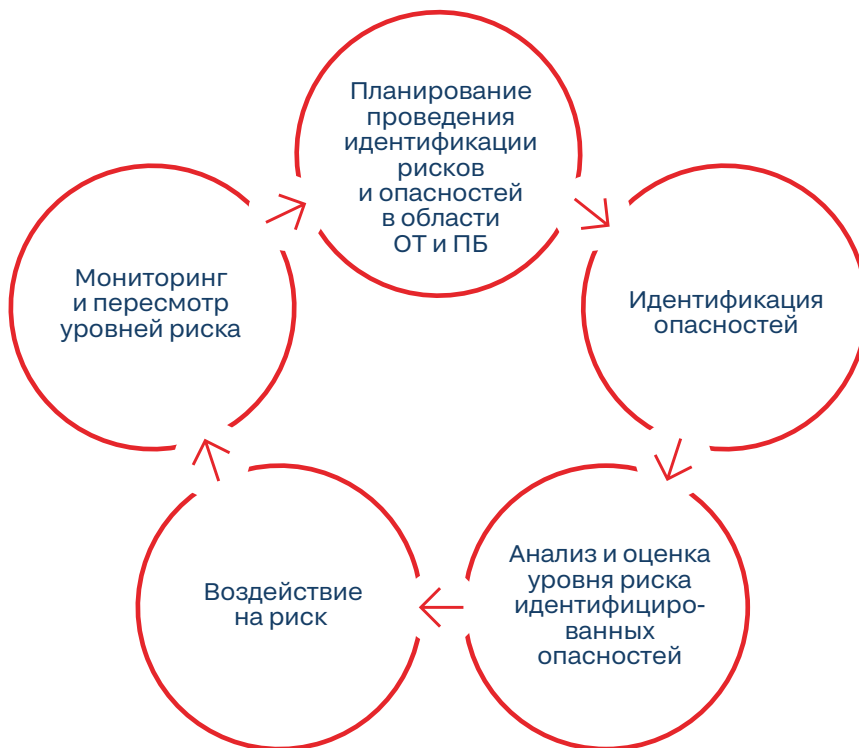 Планирование
проведения
идентификации
рисков
и опасностей
в области
ОТ и ПБ
Идентификация
опасностей
Анализ и оценка
уровня риска
идентифициро-
ванных
опасностей
Воздействие
на риск
Мониторинг
и пересмотр
уровней риска